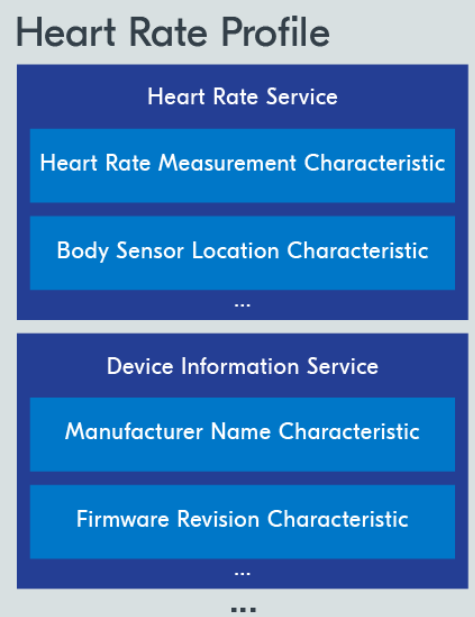 Heart Rate Profile
Heart Rate Service
Heart Rate Measurement Characteristic
Body Sensor Location Characteristic
...
Device Information Service
Manufacturer Name Characteristic
Firmware Revision Characteristic
...
...